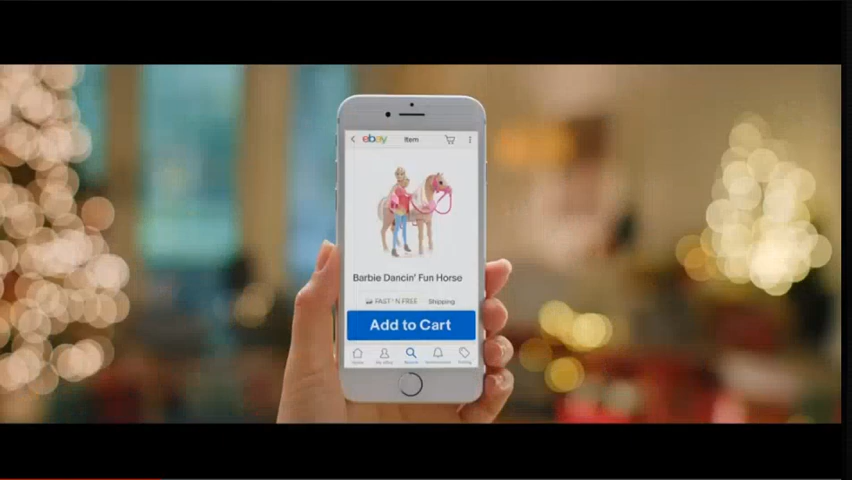 ebay Item
Barbie Dancin' Fun Horse
FAST 'N FREE Shipping
Add to Cart